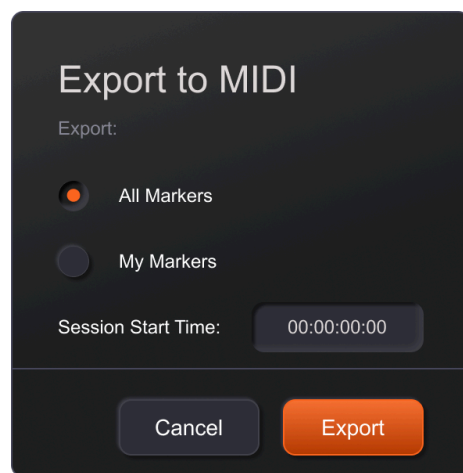 Export to MIDI
Export:
All Markers
My Markers
Session Start Time: 00:00:00:00
Cancel Export